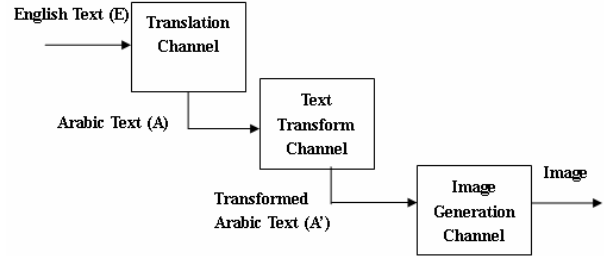 English Text (E)
Translation
Channel
Arabic Text (A)
Text
Transform
Channel
Transformed
Arabic Text (A’)
Image
Generation
Channel
Image